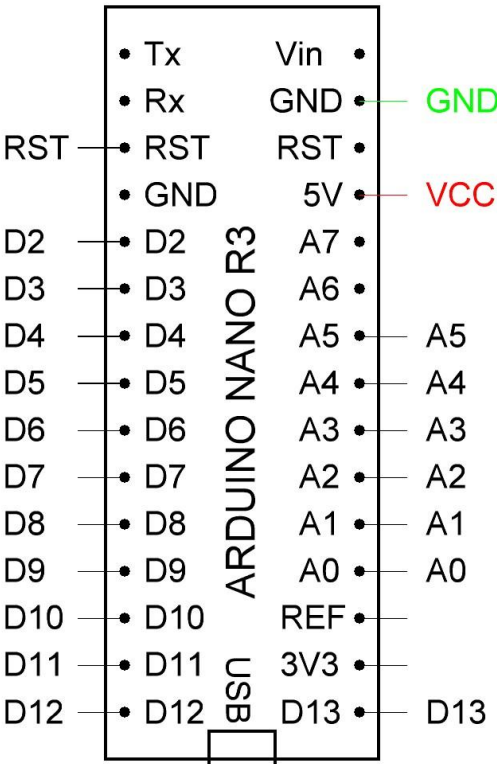 Tx Vin
Rx GND GND
RST RST RST
GND 5V VCC
D2 D2 A7
D3 D3 A6
D4 D4 A5 A5
D5 D5 A4 A4
D6 D6 A3 A3
D7 D7 A2 A2
D8 D8 A1 A1
D9 D9 A0 A0
D10 D10 REF
D11 D11 3V3
D12 D12 D13 D13
ARDUINO NANO R3
USB